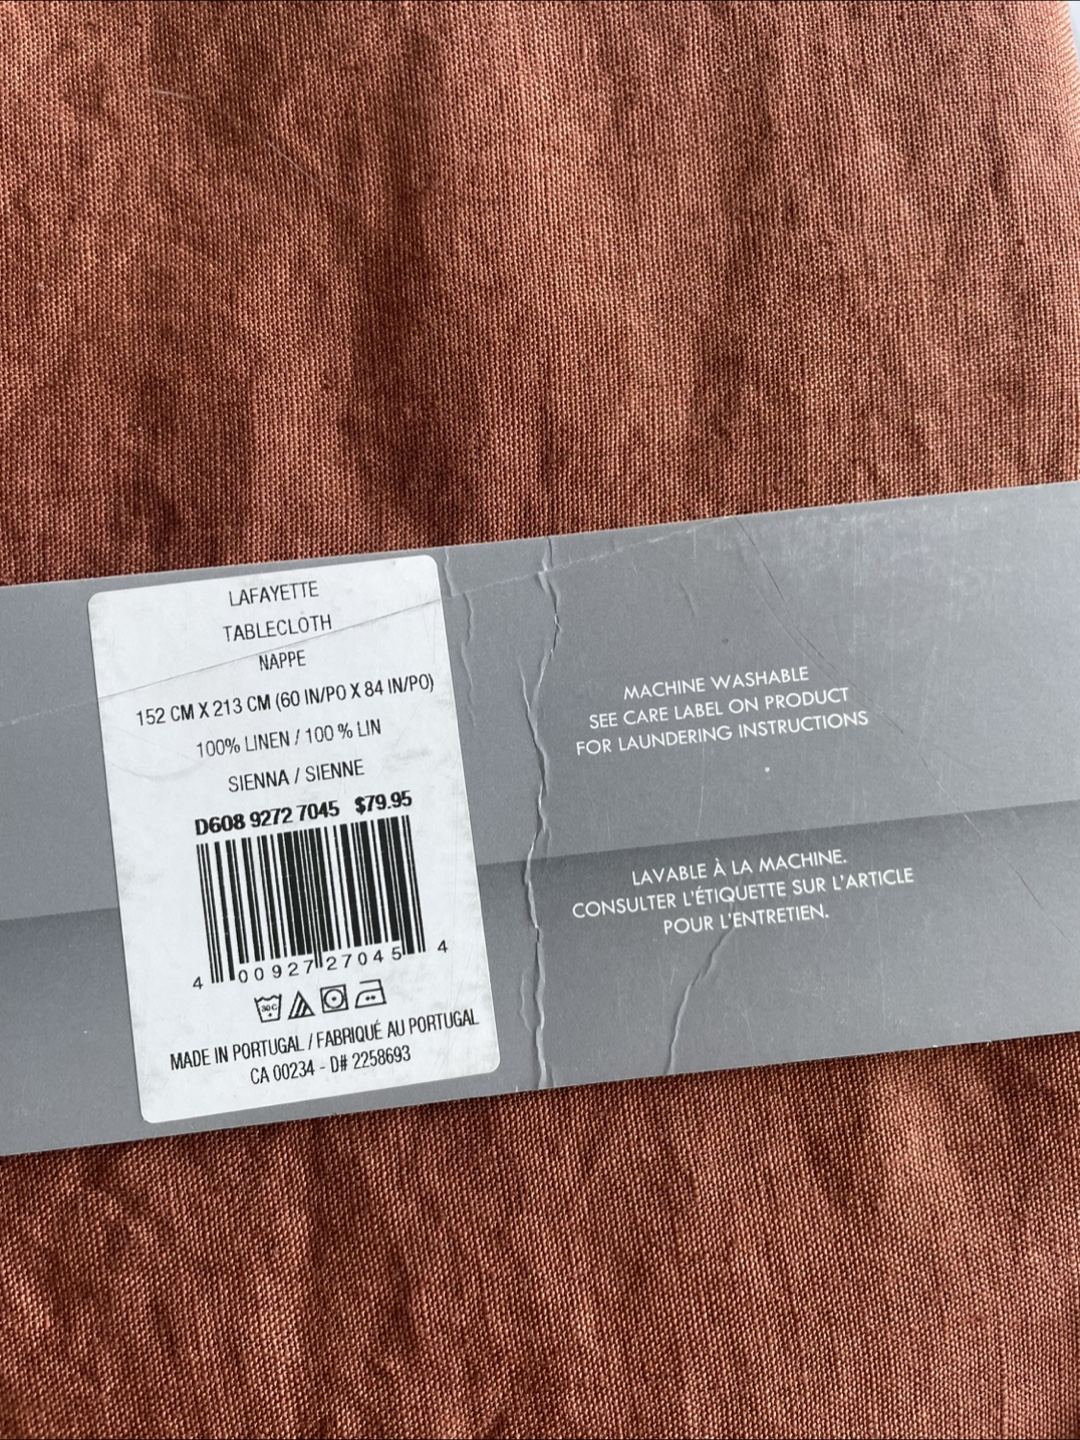 LAFAYETTE
TABLECLOTH
NAPPE
152 CM X 213 CM (60 IN/PO X 84 IN/PO)
100% LINEN / 100 % LIN
SIENNA / SIENNE
D608 9272 7045 $79.95
4 00927 27045 4
30C
MADE IN PORTUGAL / FABRIQUÉ AU PORTUGAL
CA 00234 - D# 2258693
MACHINE WASHABLE
SEE CARE LABEL ON PRODUCT
FOR LAUNDERING INSTRUCTIONS
LAVABLE À LA MACHINE.
CONSULTER L'ÉTIQUETTE SUR L'ARTICLE
POUR L'ENTRETIEN.